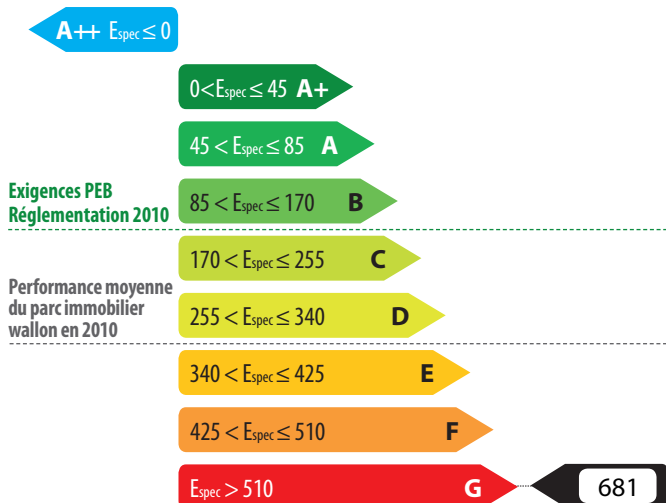 A++ Espec ≤ 0
0 < Espec ≤ 45 A+
45 < Espec ≤ 85 A
Exigences PEB
Réglementation 2010
85 < Espec ≤ 170 B
170 < Espec ≤ 255 C
Performance moyenne
du parc immobilier
wallon en 2010
255 < Espec ≤ 340 D
340 < Espec ≤ 425 E
425 < Espec ≤ 510 F
Espec > 510 G
681